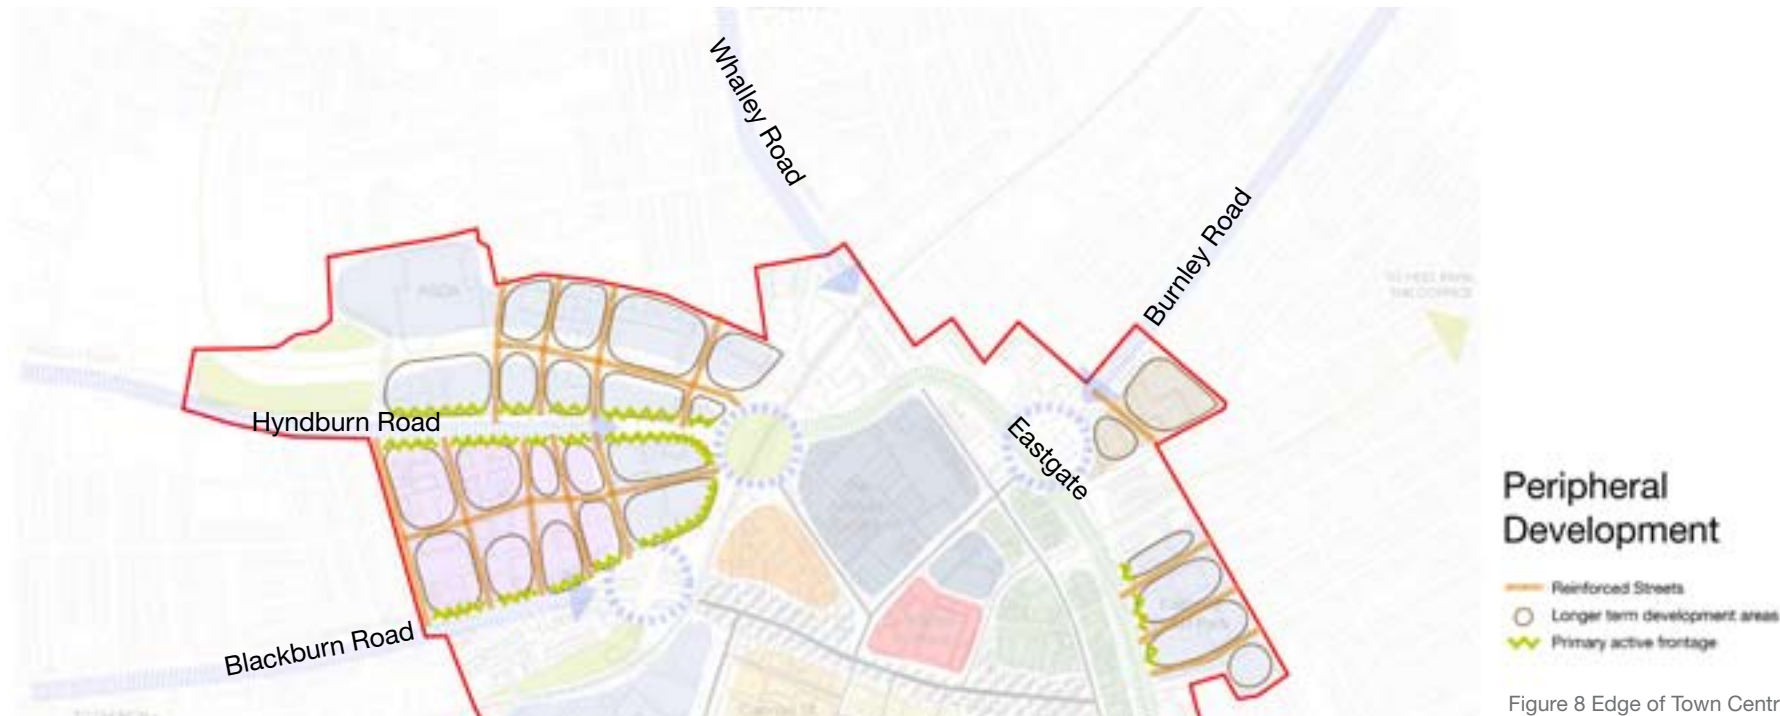 Whalley Road
Burnley Road
ASDA
Hyndburn Road
Eastgate
Blackburn Road
Peripheral
Development
Reinforced Streets
Longer term development areas
Primary active frontage
Figure 8 Edge of Town Centr